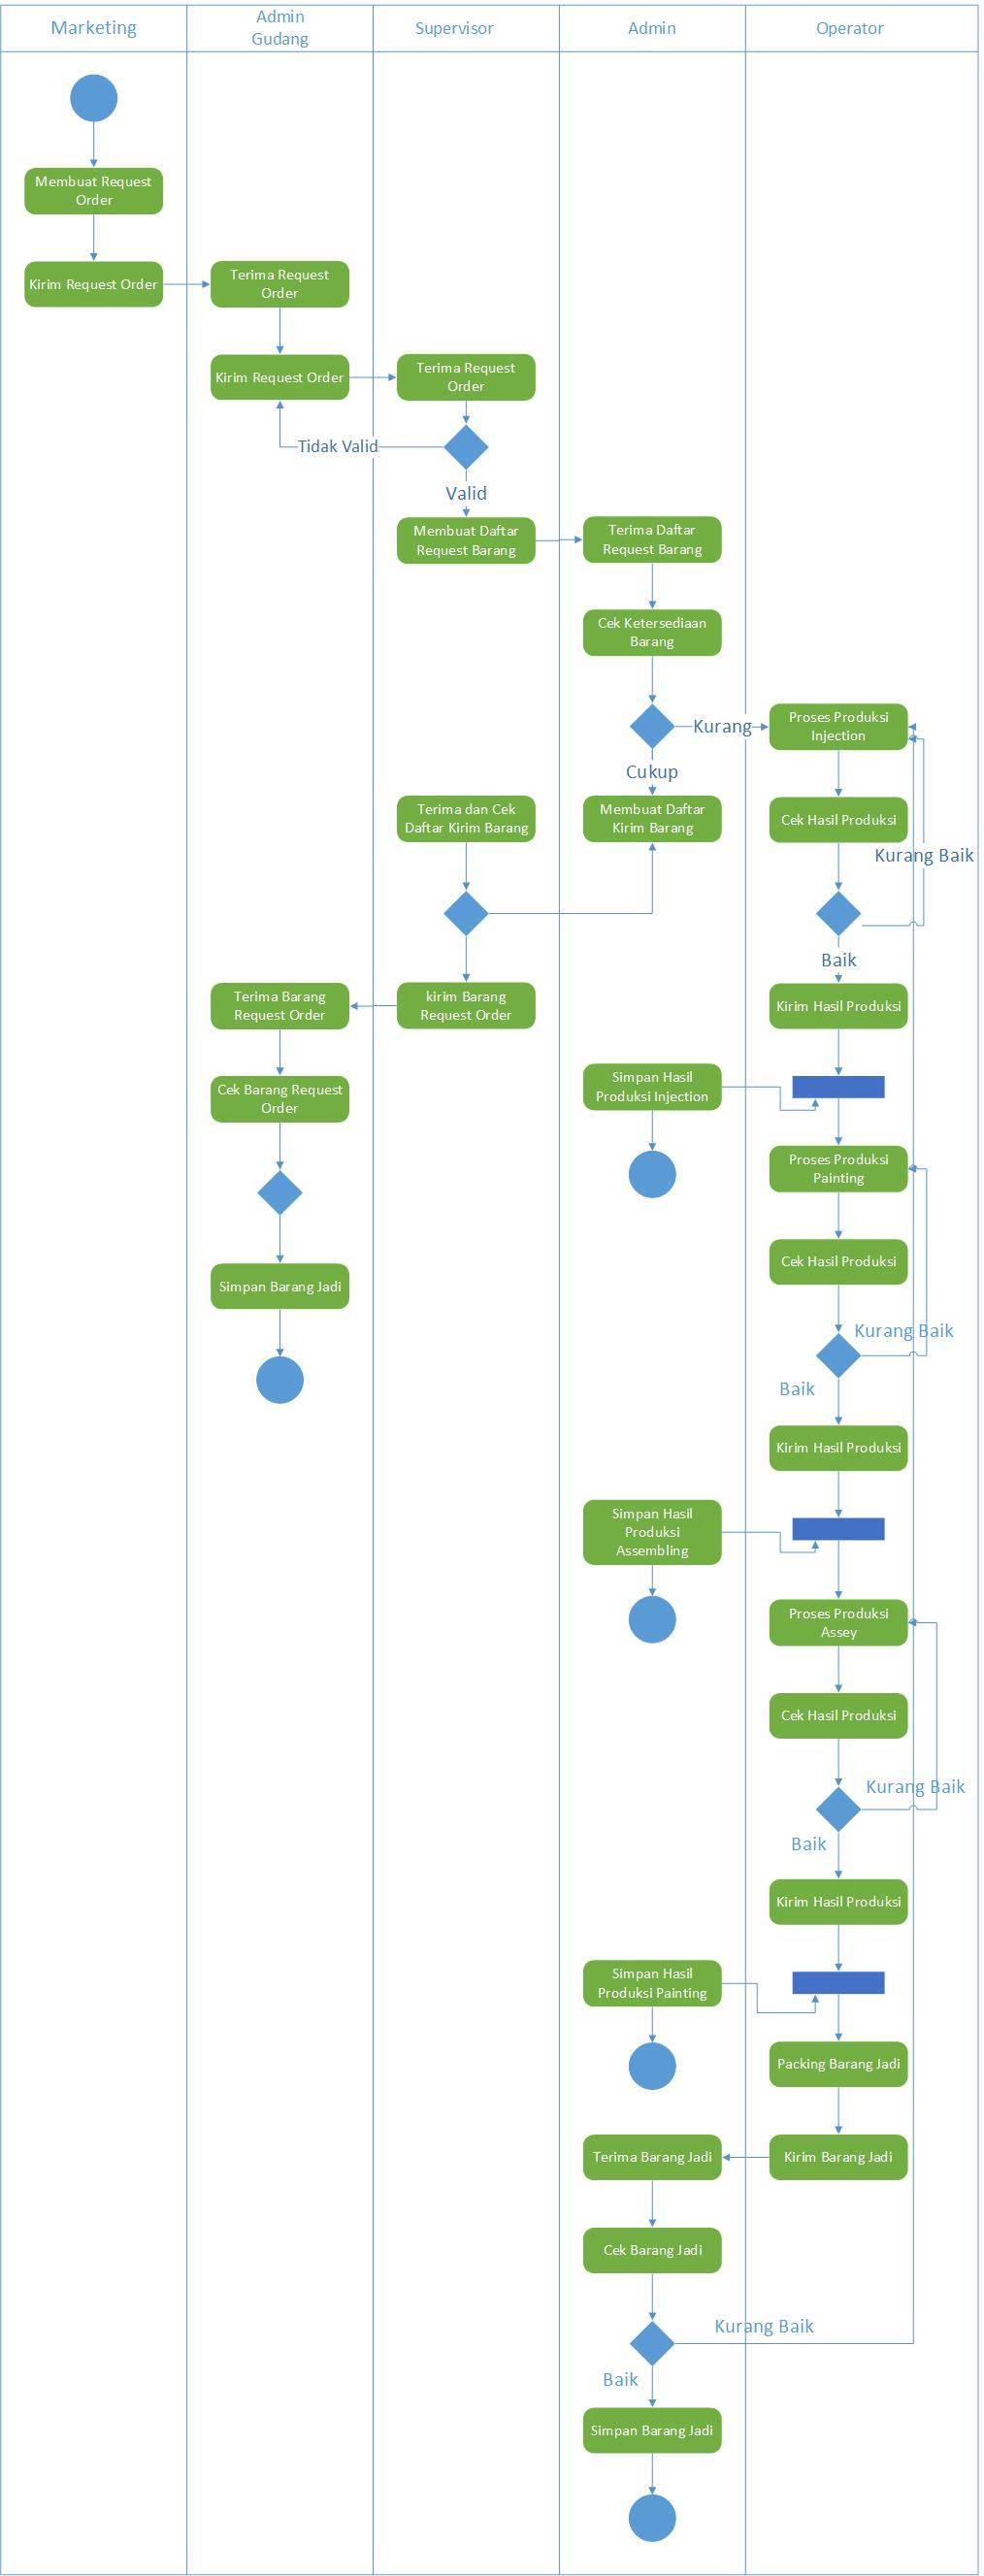 Marketing
Admin
Gudang
Supervisor
Admin
Operator
Membuat Request
Order
Kirim Request Order
Terima Request
Order
Kirim Request Order
Terima Request
Order
Tidak Valid
Valid
Membuat Daftar
Request Barang
Terima Daftar
Request Barang
Cek Ketersediaan
Barang
Kurang
Proses Produksi
Injection
Cukup
Terima dan Cek
Daftar Kirim Barang
Membuat Daftar
Kirim Barang
Cek Hasil Produksi
Kurang Baik
Baik
Terima Barang
Request Order
kirim Barang
Request Order
Kirim Hasil Produksi
Cek Barang Request
Order
Simpan Hasil
Produksi Injection
Proses Produksi
Painting
Simpan Barang Jadi
Cek Hasil Produksi
Kurang Baik
Baik
Kirim Hasil Produksi
Simpan Hasil
Produksi
Assembling
Proses Produksi
Assey
Cek Hasil Produksi
Kurang Baik
Baik
Kirim Hasil Produksi
Simpan Hasil
Produksi Painting
Packing Barang Jadi
Terima Barang Jadi
Kirim Barang Jadi
Cek Barang Jadi
Kurang Baik
Baik
Simpan Barang Jadi